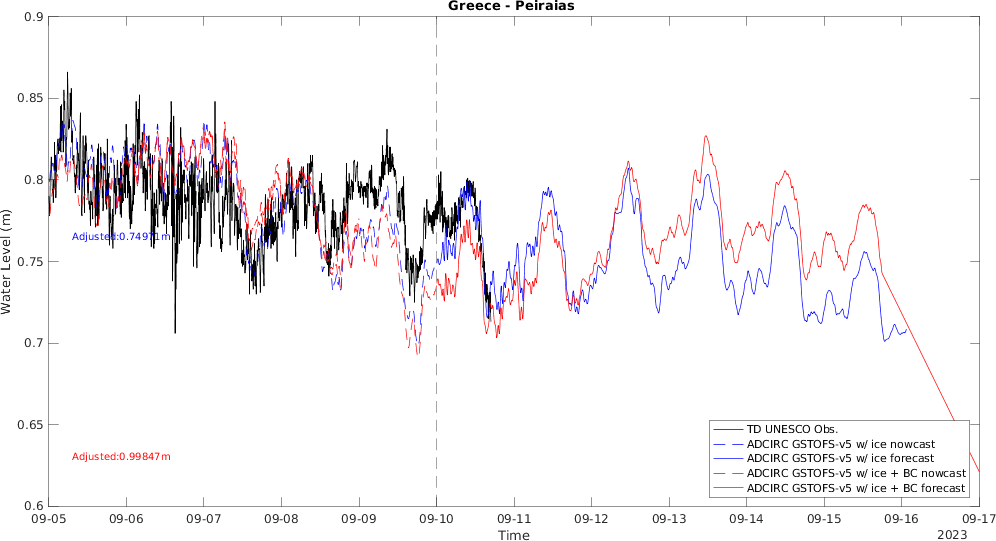 Greece - Peiraias
0.9
0.85
0.8
0.75
0.7
0.65
0.6
Water Level (m)
Adjusted:0.74971m
Adjusted:0.99847m
TD UNESCO Obs.
ADCIRC GSTOFS-v5 w/ ice nowcast
ADCIRC GSTOFS-v5 w/ ice forecast
ADCIRC GSTOFS-v5 w/ ice + BC nowcast
ADCIRC GSTOFS-v5 w/ ice + BC forecast
09-05 09-06 09-07 09-08 09-09 09-10 09-11 09-12 09-13 09-14 09-15 09-16 09-17
Time
2023